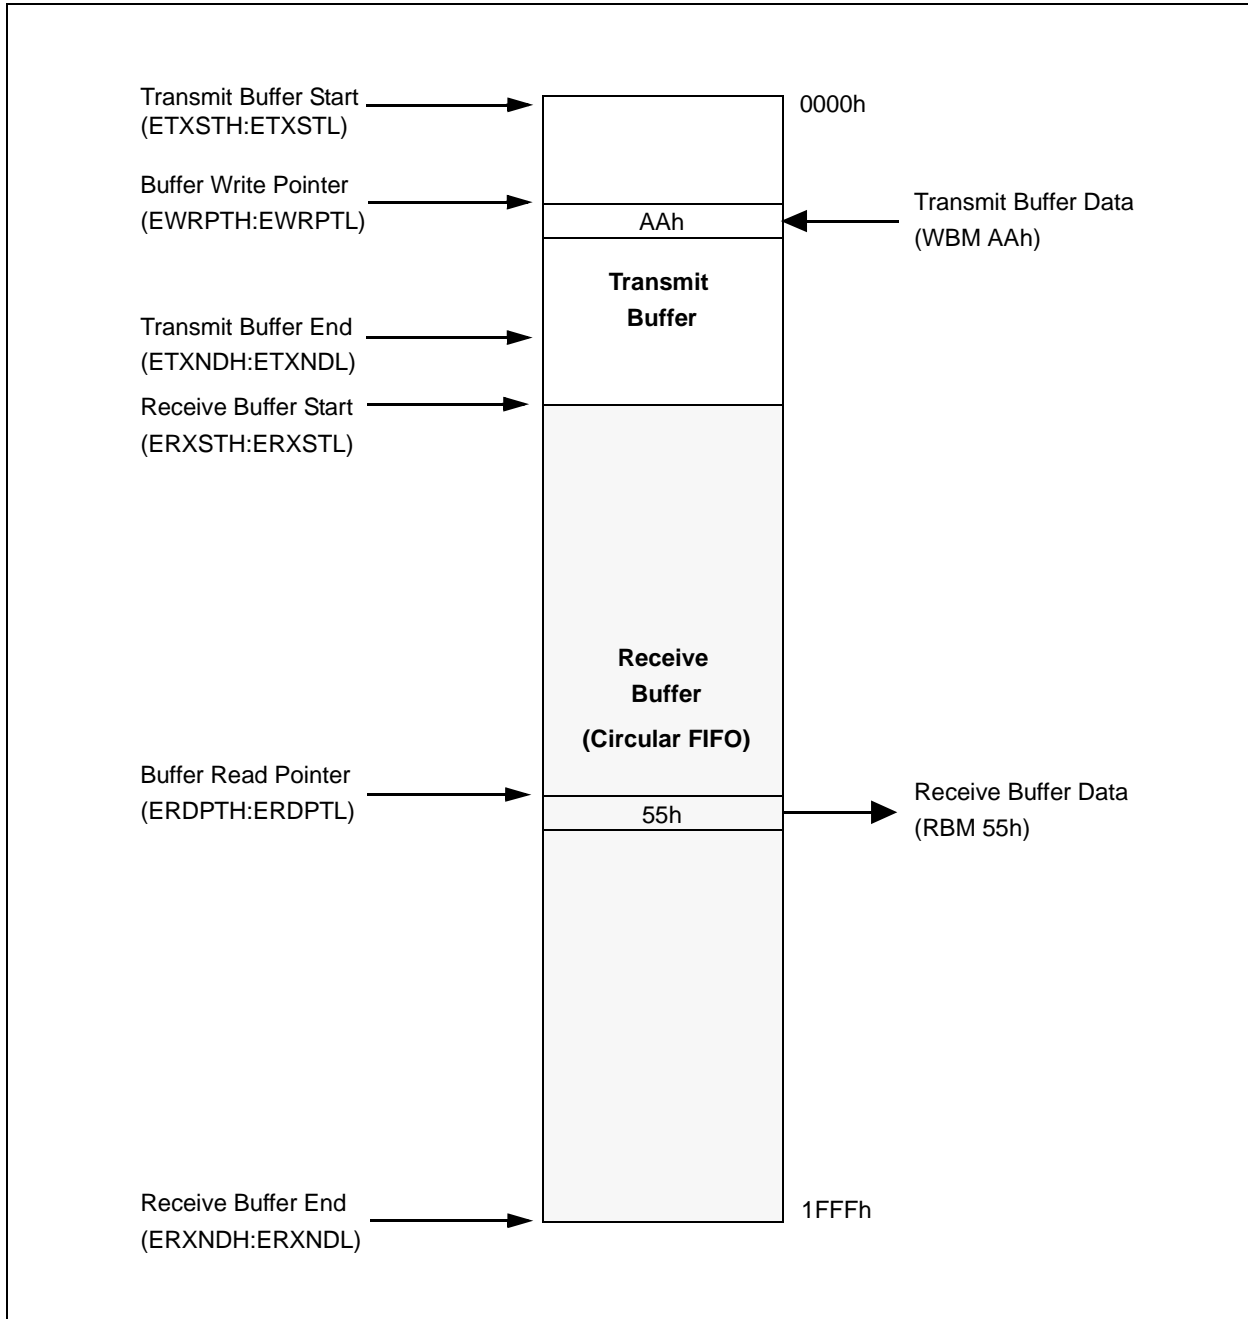 Transmit Buffer Start
(ETXSTH:ETXSTL)
0000h
Buffer Write Pointer
(EWRPTH:EWRPTL)
AAh
Transmit Buffer Data
(WBM AAh)
Transmit
Buffer
Transmit Buffer End
(ETXNDH:ETXNDL)
Receive Buffer Start
(ERXSTH:ERXSTL)
Receive
Buffer
(Circular FIFO)
Buffer Read Pointer
(ERDPTH:ERDPTL)
55h
Receive Buffer Data
(RBM 55h)
Receive Buffer End
(ERXNDH:ERXNDL)
1FFFh